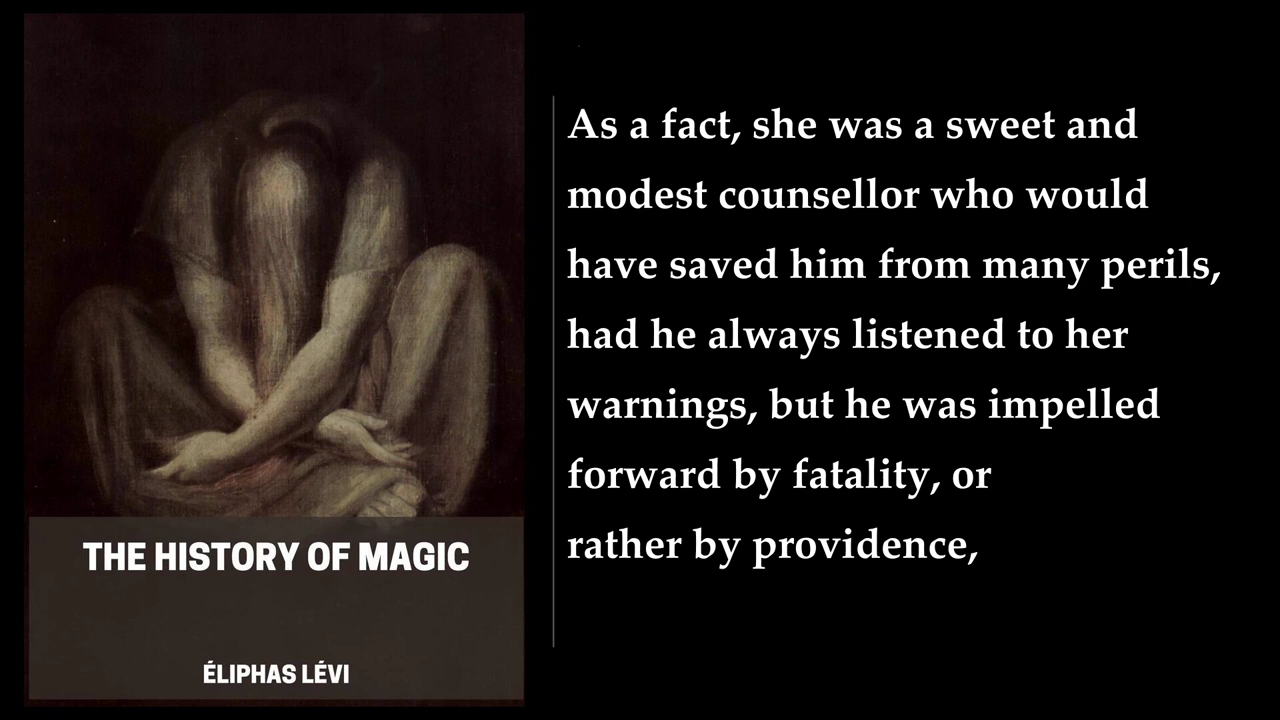 THE HISTORY OF MAGIC
ÉLIPHAS LÉVI
As a fact, she was a sweet and
modest counsellor who would
have saved him from many perils,
had he always listened to her
warnings, but he was impelled
forward by fatality, or
rather by providence,